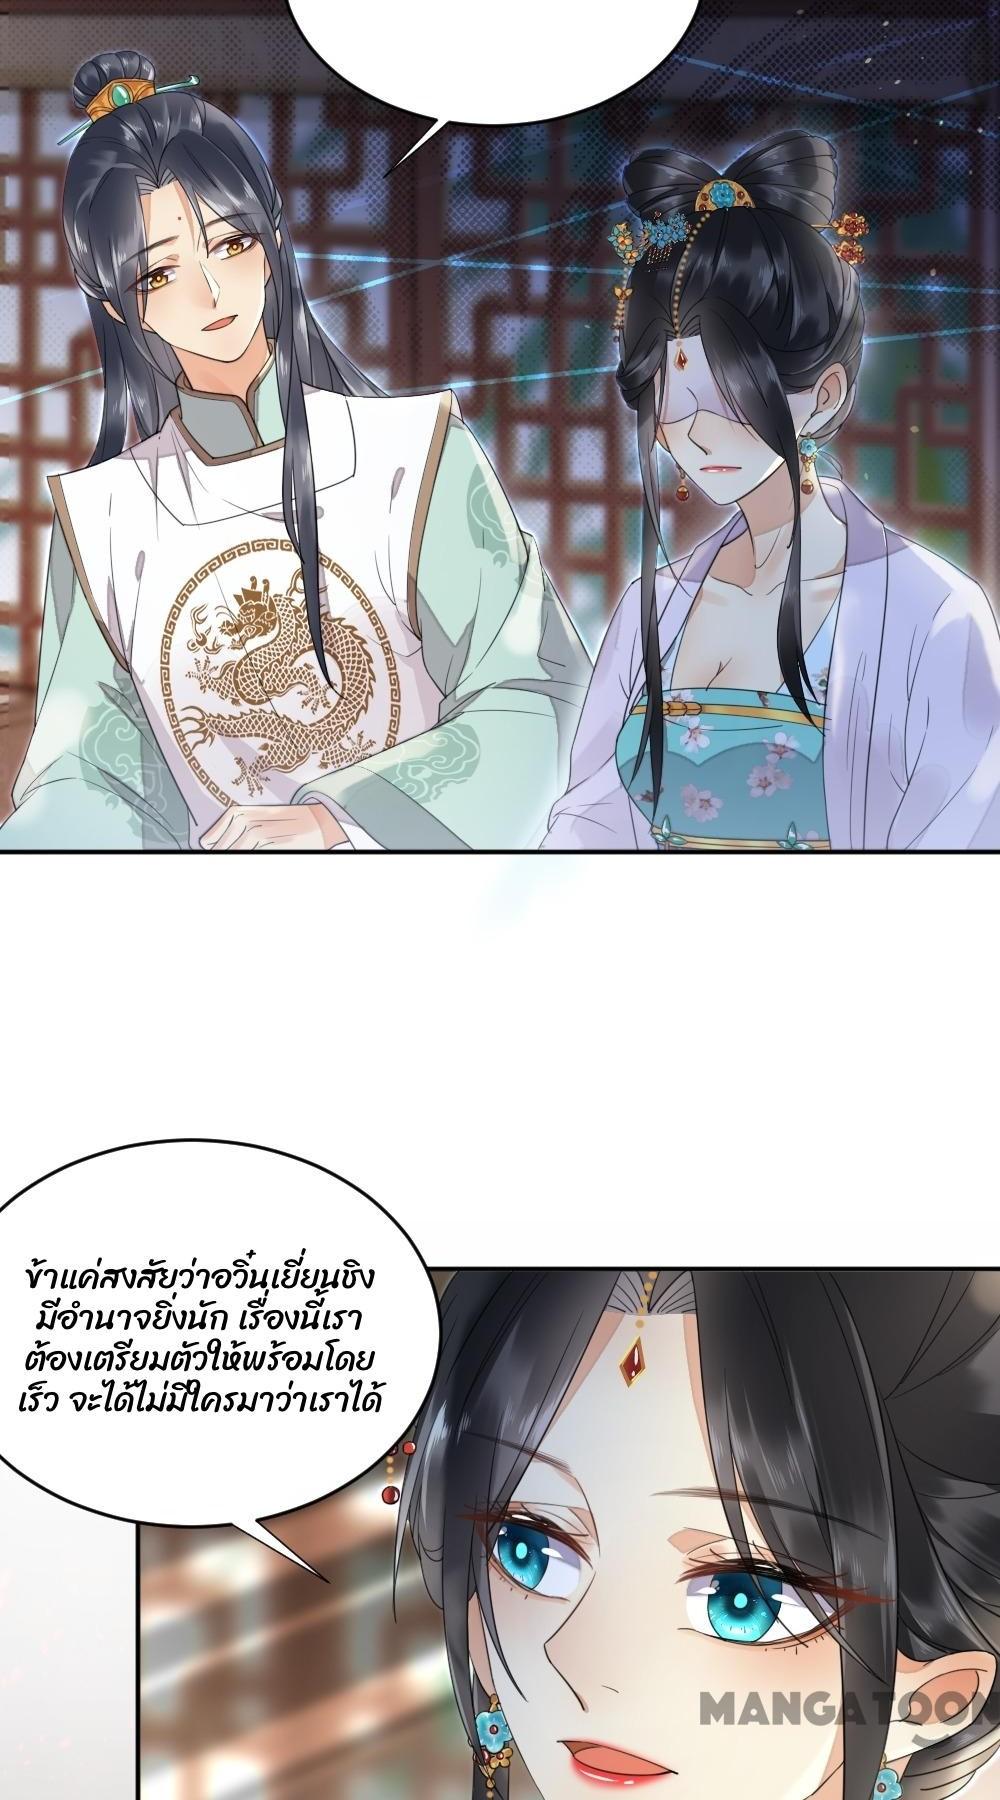 ข้าแค่สงสัยว่าอวิ๋นเยี่ยนชิง
มีอำนาจยิ่งนัก เรื่องนี้เรา
ต้องเตรียมตัวให้พร้อมโดย
เร็ว จะได้ไม่มีใครมาว่าเราได้
MANGATOON